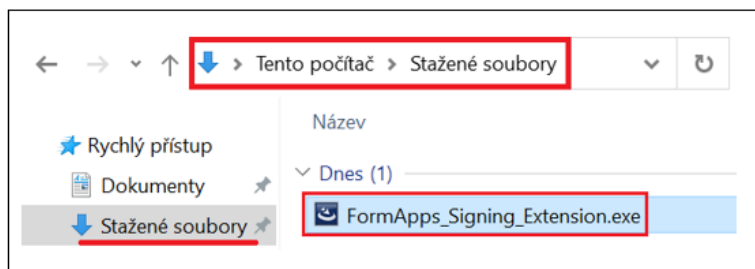 Tento počítač > Stažené soubory
Název
Rychlý přístup
Dnes (1)
Dokumenty
FormApps_Signing_Extension.exe
Stažené soubory